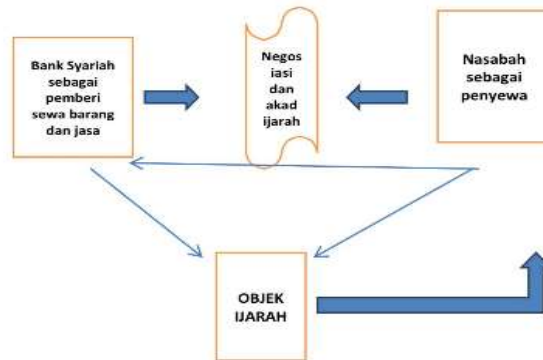 Bank Syariah
sebagai
pemberi
sewa barang
dan jasa
Negos
iasi
dan
akad
ijarah
Nasabah
sebagai
penyewa
OBJEK
IJARAH